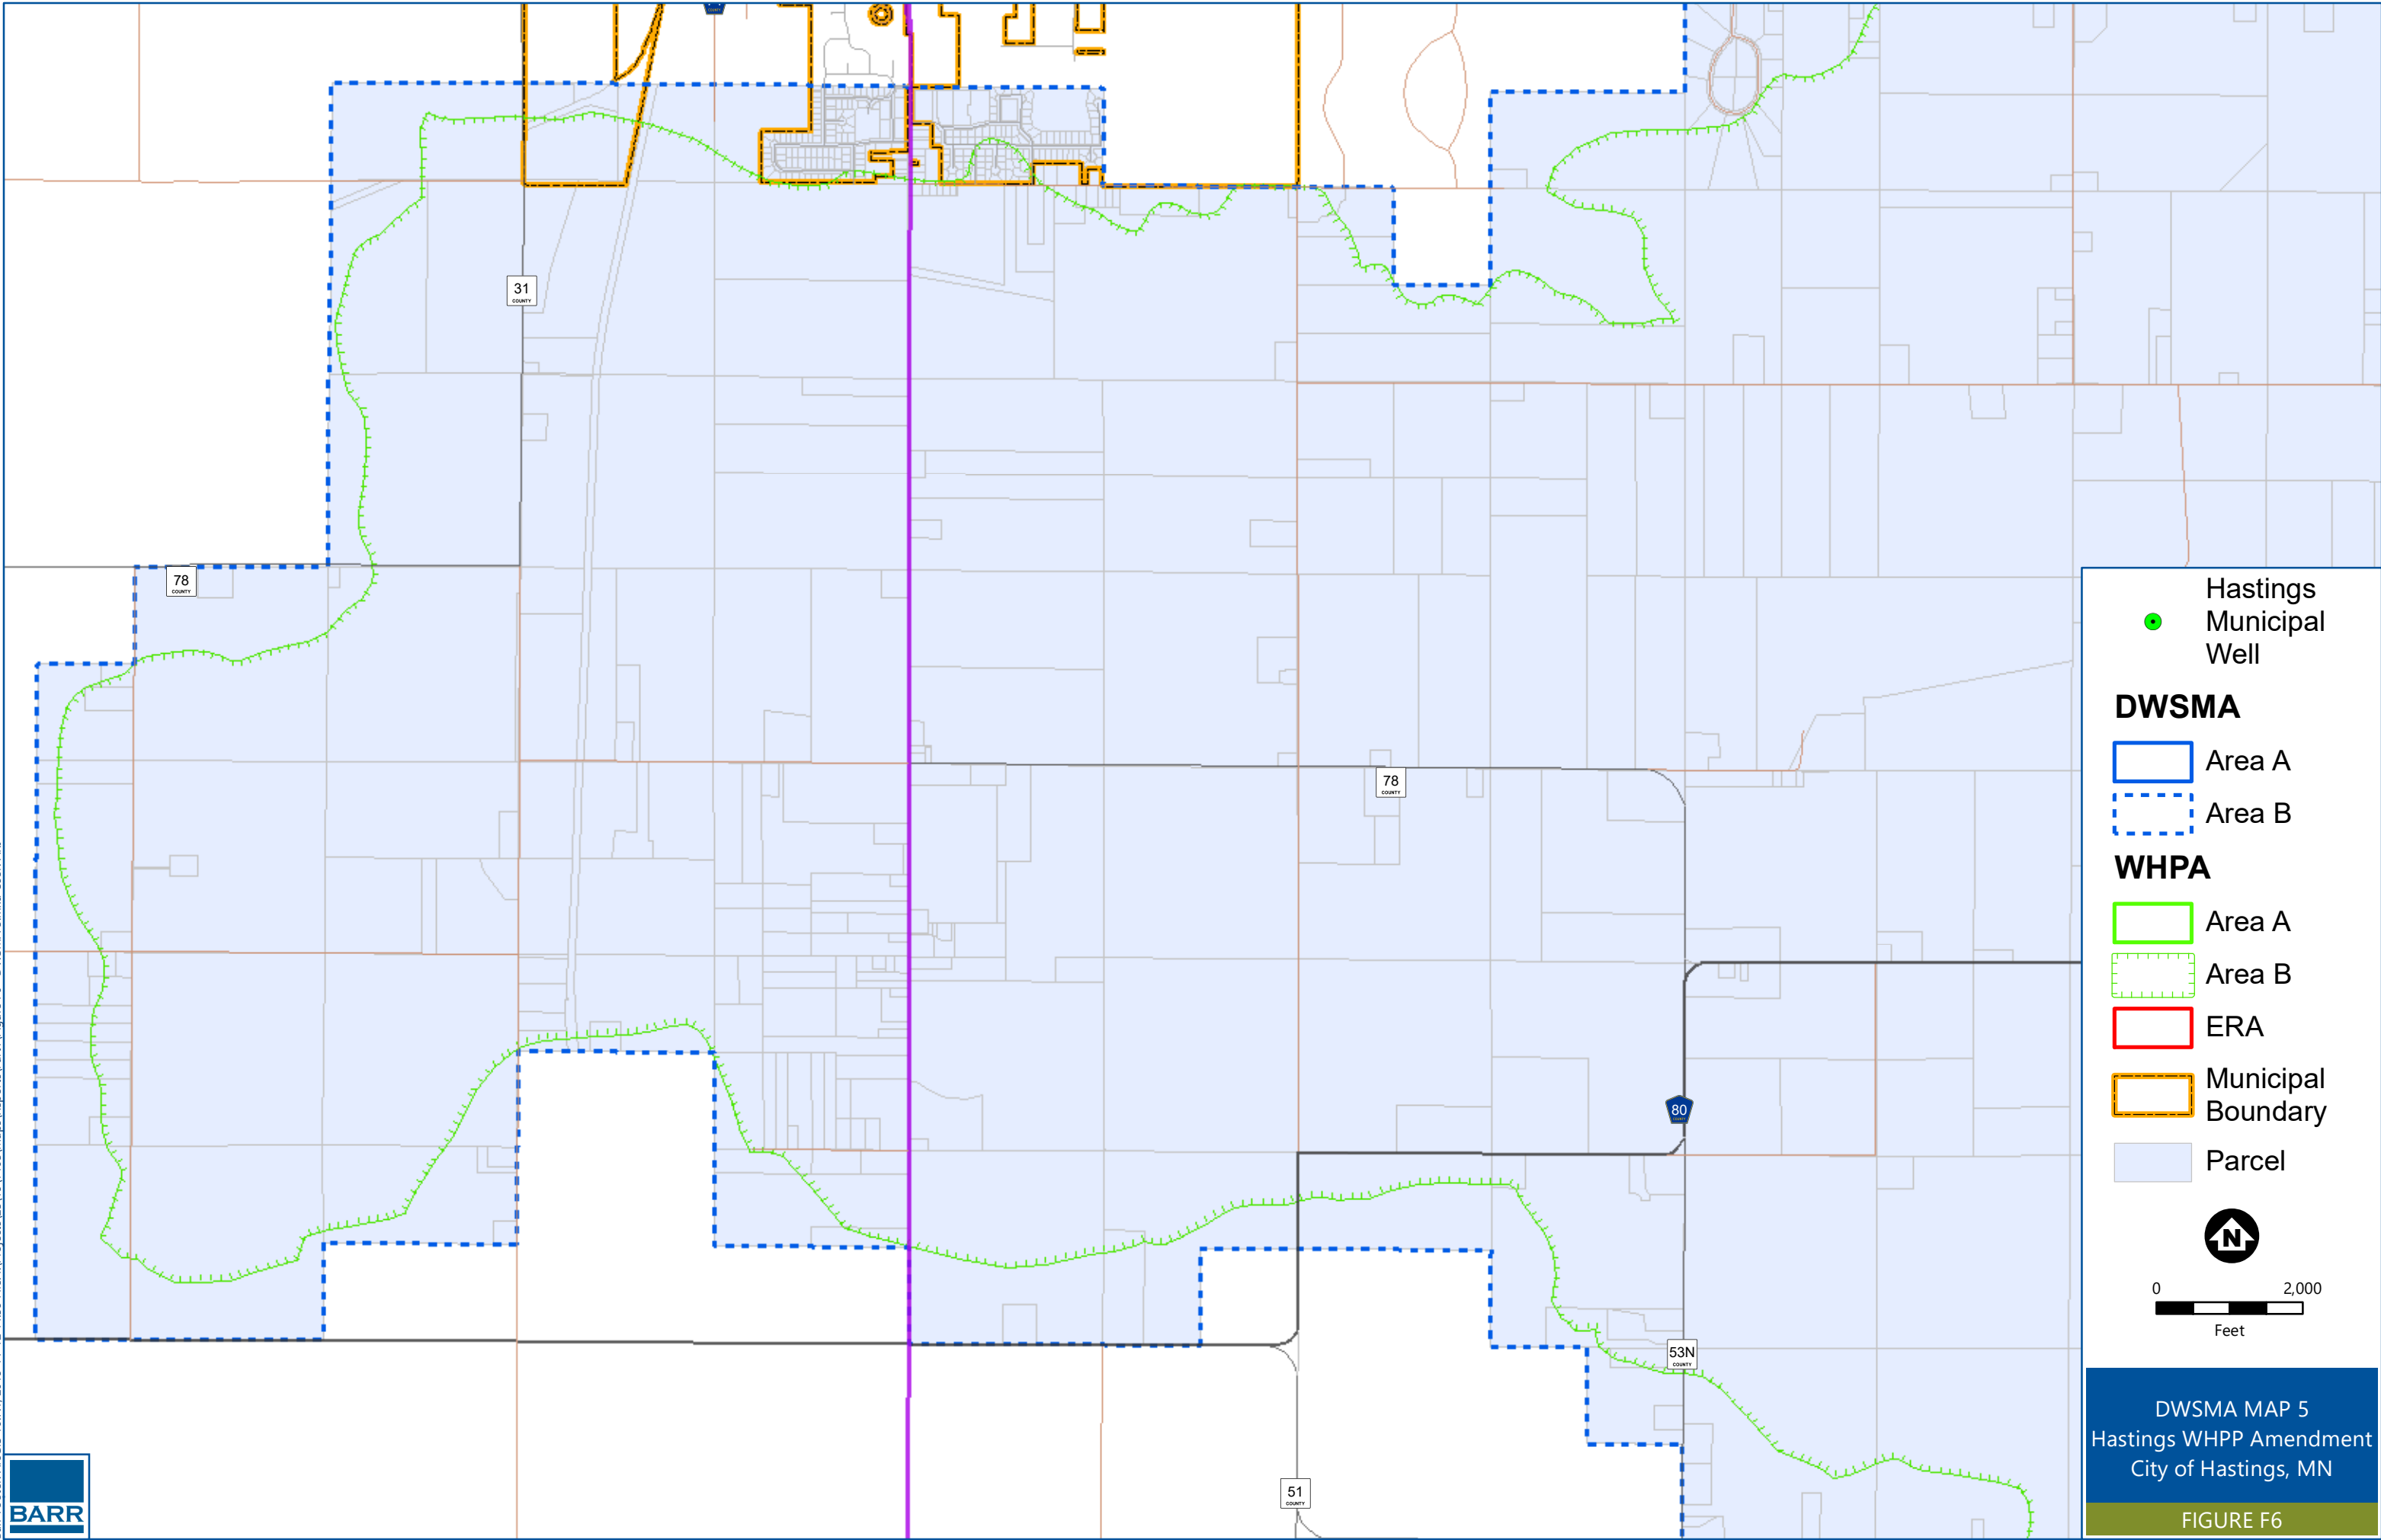 31
COUNTY
78
COUNTY
78
COUNTY
80
53N
COUNTY
51
COUNTY
Hastings
Municipal
Well
DWSMA
Area A
Area B
WHPA
Area A
Area B
ERA
Municipal
Boundary
Parcel
N
0 2,000
Feet
DWSMA MAP 5
Hastings WHPP Amendment
City of Hastings, MN
FIGURE F6
BARR